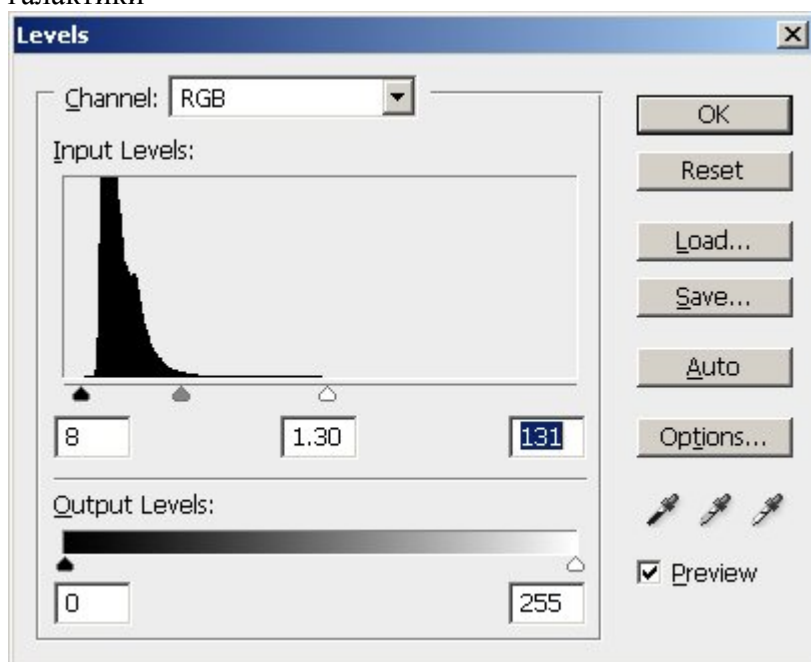 галактики
Levels
Channel: RGB
Input Levels:
8 1.30 131
Output Levels:
0 255
OK
Reset
Load...
Save...
Auto
Options...
Preview